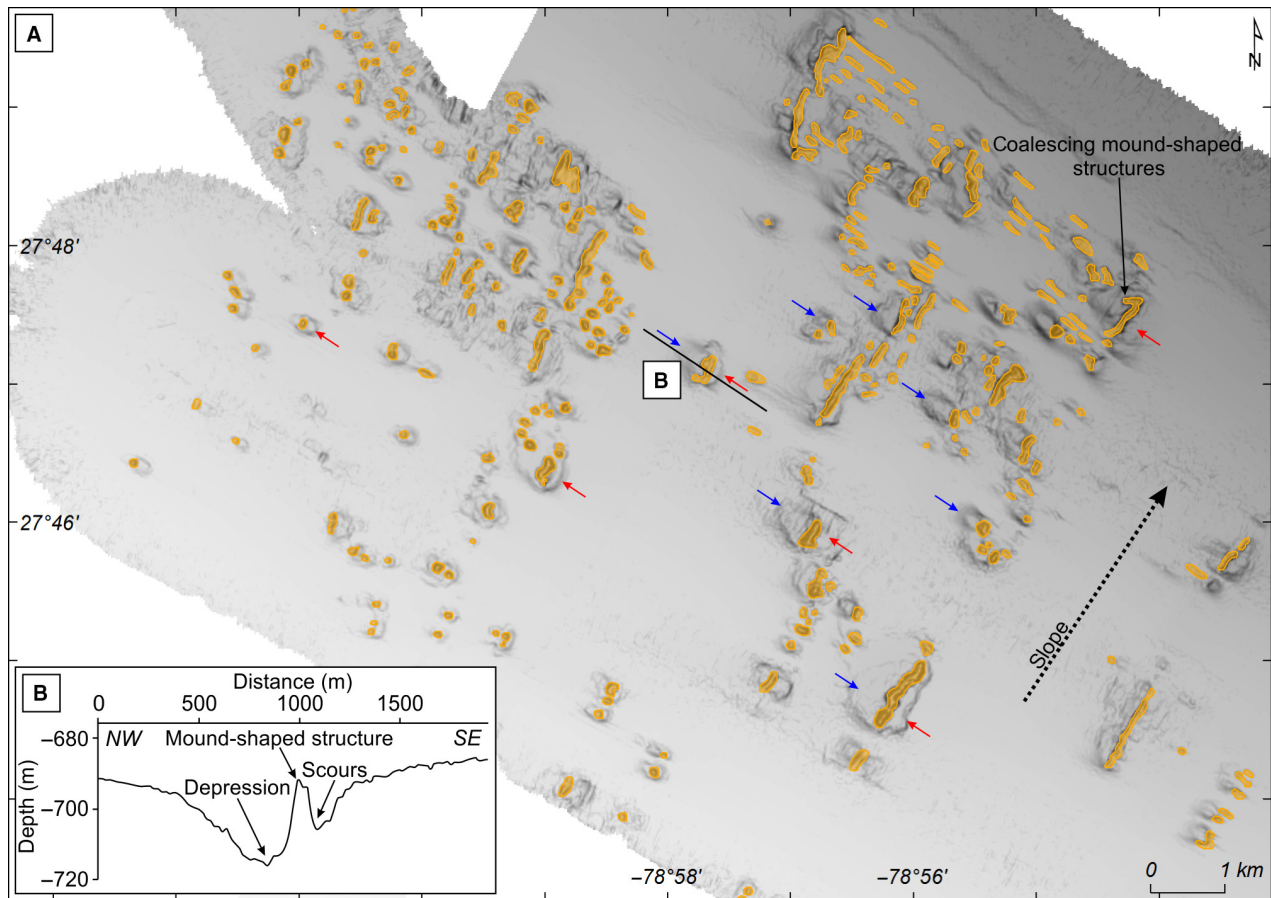 A
N
Coalescing mound-shaped
structures
27°48'
B
27°46'
Slope
B
Distance (m)
0 500 1000 1500
−680
NW Mound-shaped structure SE
Scours
Depression
−700
Depth (m)
−720
−78°58' −78°56'
0 1 km